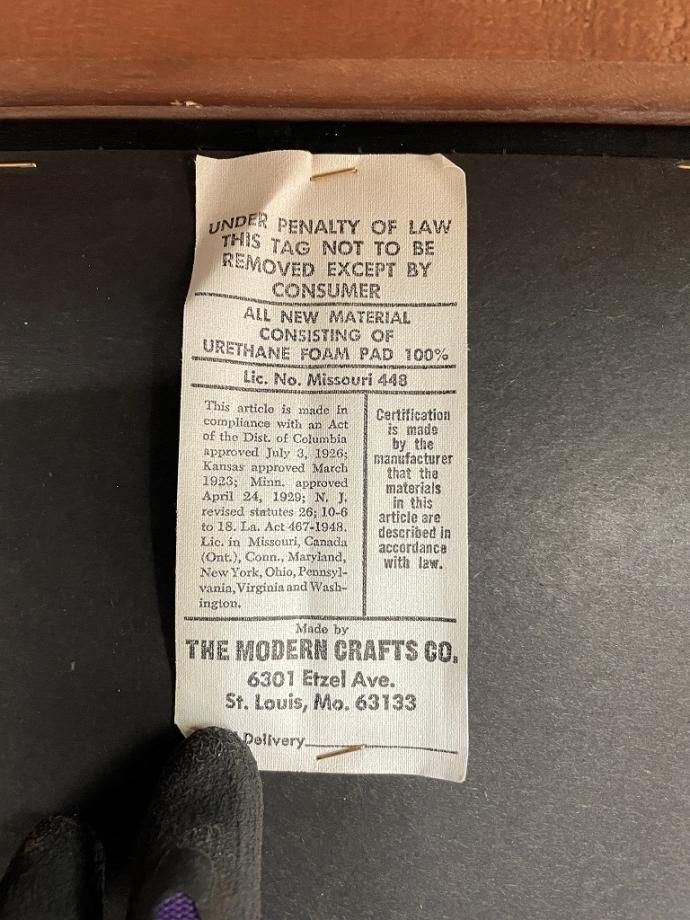 UNDER PENALTY OF LAW
THIS TAG NOT TO BE
REMOVED EXCEPT BY
CONSUMER
ALL NEW MATERIAL
CONSISTING OF
URETHANE FOAM PAD 100%
Lic. No. Missouri 448
This article is made in
compliance with an Act
of the Dist. of Columbia
approved July 3, 1926;
Kansas approved March
1923; Minn. approved
April 24, 1929; N. J.
revised statutes 26; 10-6
to 18. La. Act 467-1948.
Lic. in Missouri, Canada
(Ont.), Conn., Maryland,
New York, Ohio, Pennsyl-
vania, Virginia and Wash-
ington.
Certification
is made
by the
manufacturer
that the
materials
in this
article are
described in
accordance
with law.
Made by
THE MODERN CRAFTS CO.
6301 Etzel Ave.
St. Louis, Mo. 63133
Delivery